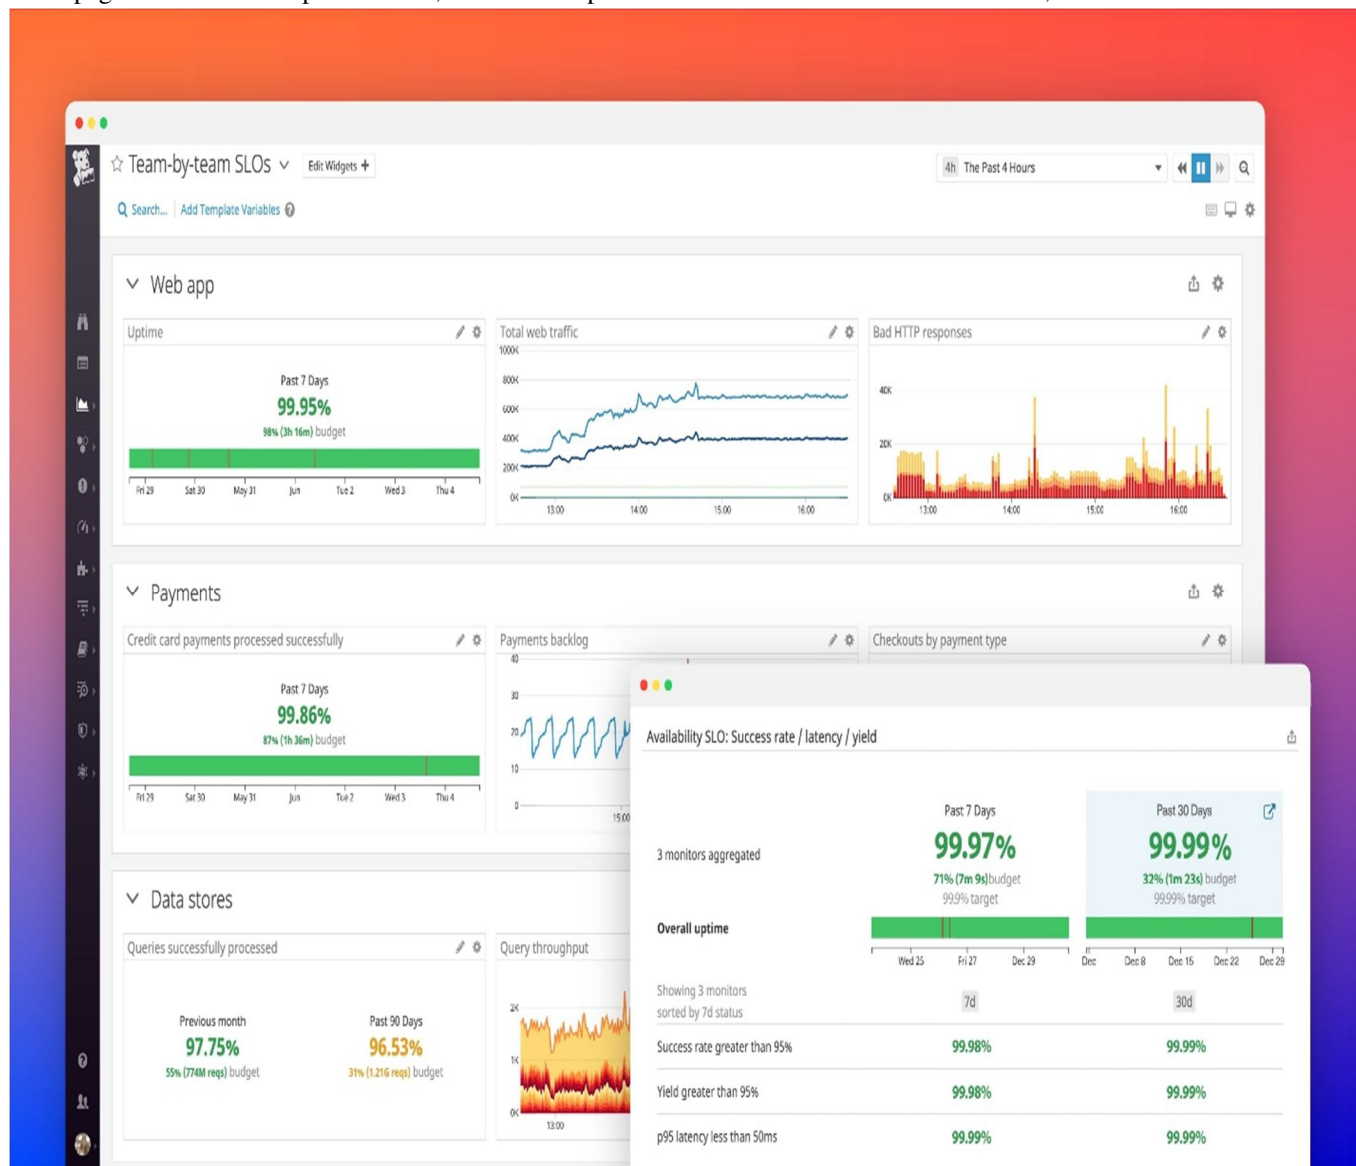 Team-by-team SLOs
Edit Widgets +
4h The Past 4 Hours
Search... Add Template Variables
Web app
Uptime
Past 7 Days
99.95%
98% (3h 16m) budget
Fri 29 Sat 30 May 31 Jun Tue 2 Wed 3 Thu 4
Total web traffic
1000K
800K
600K
400K
200K
0K
13:00 14:00 15:00 16:00
Bad HTTP responses
40K
20K
0K
13:00 14:00 15:00 16:00
Payments
Credit card payments processed successfully
Past 7 Days
99.86%
87% (1h 36m) budget
Fri 29 Sat 30 May 31 Jun Tue 2 Wed 3 Thu 4
Payments backlog
40
30
20
10
0
15:00
Checkouts by payment type
Data stores
Queries successfully processed
Previous month
97.75%
55% (774M reqs) budget
Past 90 Days
96.53%
31% (1.21G reqs) budget
Query throughput
2K
1K
0K
13:00
Availability SLO: Success rate / latency / yield
Past 7 Days Past 30 Days
3 monitors aggregated 99.97% 99.99%
71% (7m 9s)budget 32% (1m 23s) budget
99.9% target 99.99% target
Overall uptime
Wed 25 Fri 27 Dec 29 Dec Dec 8 Dec 15 Dec 22 Dec 29
Showing 3 monitors
sorted by 7d status
7d 30d
Success rate greater than 95% 99.98% 99.99%
Yield greater than 95% 99.98% 99.99%
p95 latency less than 50ms 99.99% 99.99%